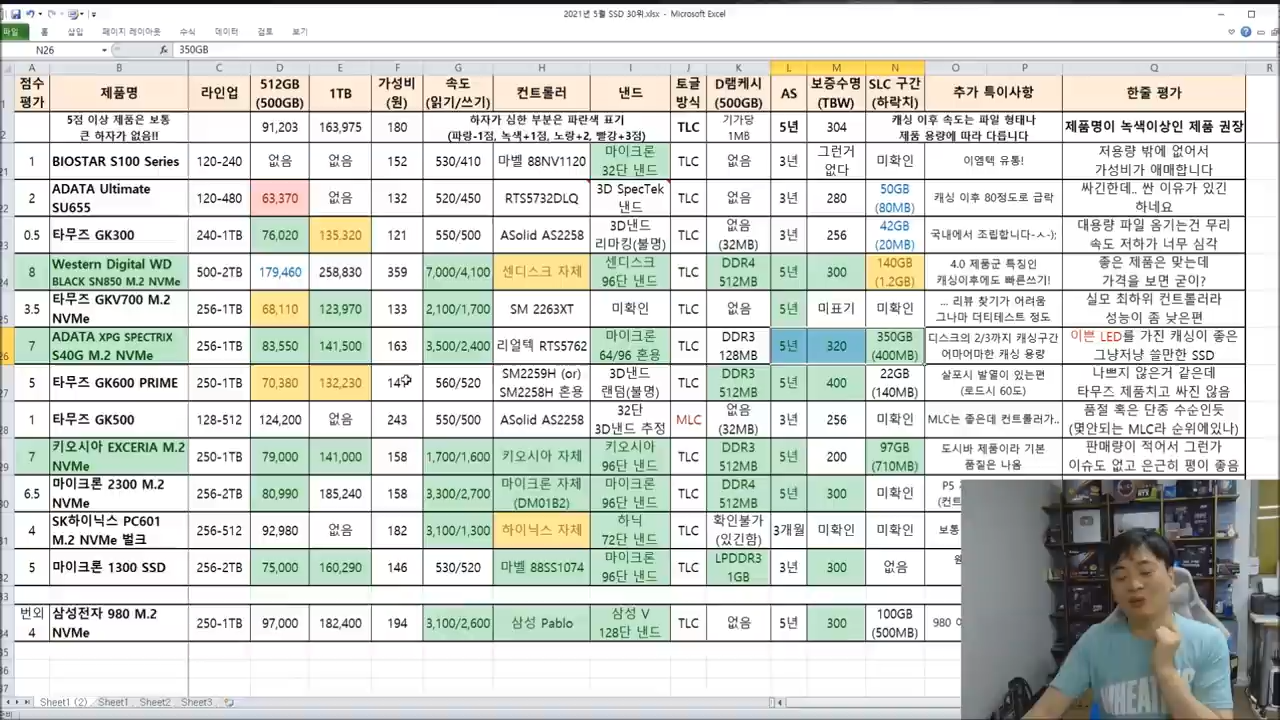 2021년 5월 SSD 30위.xlsx - Microsoft Excel
파일 홈 삽입 페이지 레이아웃 수식 데이터 검토 보기
N26 fx 350GB
A B C D E F G H I J K L M N O P Q R
점수 평가 제품명 라인업 512GB (500GB) 1TB 가성비 (원) 속도 (읽기/쓰기) 컨트롤러 낸드 토글 방식 D램케시 (500GB) AS 보증수명 (TBW) SLC 구간 (하락치) 추가 특이사항 한줄 평가
5점 이상 제품은 보통 큰 하자가 없음!! 91,203 163,975 180 하자가 심한 부분은 파란색 표기 (파랑-1점, 녹색+1점, 노랑+2, 빨강+3점) TLC 기가당 1MB 5년 304 캐싱 이후 속도는 파일 형태나 제품 용량에 따라 다릅니다 제품명이 녹색이상인 제품 권장
1 BIOSTAR S100 Series 120-240 없음 없음 152 530/410 마벨 88NV1120 마이크론 32단 낸드 TLC 없음 3년 그런거 없다 미확인 이엠텍 유통! 저용량 밖에 없어서 가성비가 애매합니다
2 ADATA Ultimate SU655 120-480 63,370 없음 132 520/450 RTS5732DLQ 3D SpecTek 낸드 TLC 없음 3년 280 50GB (80MB) 캐싱 이후 80정도로 급락 싸긴한데.. 싼 이유가 있긴 하네요
0.5 타무즈 GK300 240-1TB 76,020 135,320 121 550/500 ASolid AS2258 3D낸드 리마킹(불명) TLC 없음 (32MB) 3년 256 42GB (20MB) 국내에서 조립합니다-ㅅ-); 대용량 파일 옮기는건 무리 속도 저하가 너무 심각
8 Western Digital WD BLACK SN850 M.2 NVMe 500-2TB 179,460 258,830 359 7,000/4,100 센디스크 자체 센디스크 96단 낸드 TLC DDR4 512MB 5년 300 140GB (1.2GB) 4.0 제품군 특징인 캐싱이후에도 빠른쓰기! 좋은 제품은 맞는데 가격을 보면 굳이?
3.5 타무즈 GKV700 M.2 NVMe 256-1TB 68,110 123,970 133 2,100/1,700 SM 2263XT 미확인 TLC 없음 5년 미표기 미확인 ... 리뷰 찾기가 어려움 그나마 더티테스트 정도 실모 최하위 컨트롤러라 성능이 좀 낮은편
7 ADATA XPG SPECTRIX S40G M.2 NVMe 256-1TB 83,550 141,500 163 3,500/2,400 리얼텍 RTS5762 마이크론 64/96 혼용 TLC DDR3 128MB 5년 320 350GB (400MB) 디스크의 2/3까지 캐싱구간 어마어마한 캐싱 용량 이쁜 LED를 가진 캐싱이 좋은 그냥저냥 쓸만한 SSD
5 타무즈 GK600 PRIME 250-1TB 70,380 132,230 560/520 SM2259H (or) SM2258H 혼용 3D낸드 랜덤(불명) TLC DDR3 512MB 5년 400 22GB (140MB) 살포시 발열이 있는편 (로드시 60도) 나쁘지 않은거 같은데 타무즈 제품치고 싸진 않음
1 타무즈 GK500 128-512 124,200 없음 243 550/500 ASolid AS2258 32단 3D낸드 추정 MLC 없음 (32MB) 3년 256 미확인 MLC는 좋은데 컨트롤러가.. 품절 혹은 단종 수순인듯 (몇안되는 MLC라 순위에있나)
7 키오시아 EXCERIA M.2 NVMe 250-1TB 79,000 141,000 158 1,700/1,600 키오시아 자체 키오시아 96단 낸드 TLC DDR3 512MB 5년 200 97GB (710MB) 도시바 제품이라 기본 품질은 나옴 판매량이 적어서 그런가 이슈도 없고 은근히 평이 좋음
6.5 마이크론 2300 M.2 NVMe 256-2TB 80,990 185,240 158 3,300/2,700 마이크론 자체 (DM01B2) 마이크론 96단 낸드 TLC DDR4 512MB 5년 300 미확인 P5
4 SK하이닉스 PC601 M.2 NVMe 벌크 256-512 92,980 없음 182 3,100/1,300 하이닉스 자체 하닉 72단 낸드 TLC 확인불가 (있긴함) 3개월 미확인 미확인 보통
5 마이크론 1300 SSD 256-2TB 75,000 160,290 146 530/520 마벨 88SS1074 마이크론 96단 낸드 TLC LPDDR3 1GB 3년 300 없음
번외 4 삼성전자 980 M.2 NVMe 250-1TB 97,000 182,400 194 3,100/2,600 삼성 Pablo 삼성 V 128단 낸드 TLC 없음 5년 300 100GB (500MB) 980
Sheet1 (2) Sheet1 Sheet2 Sheet3